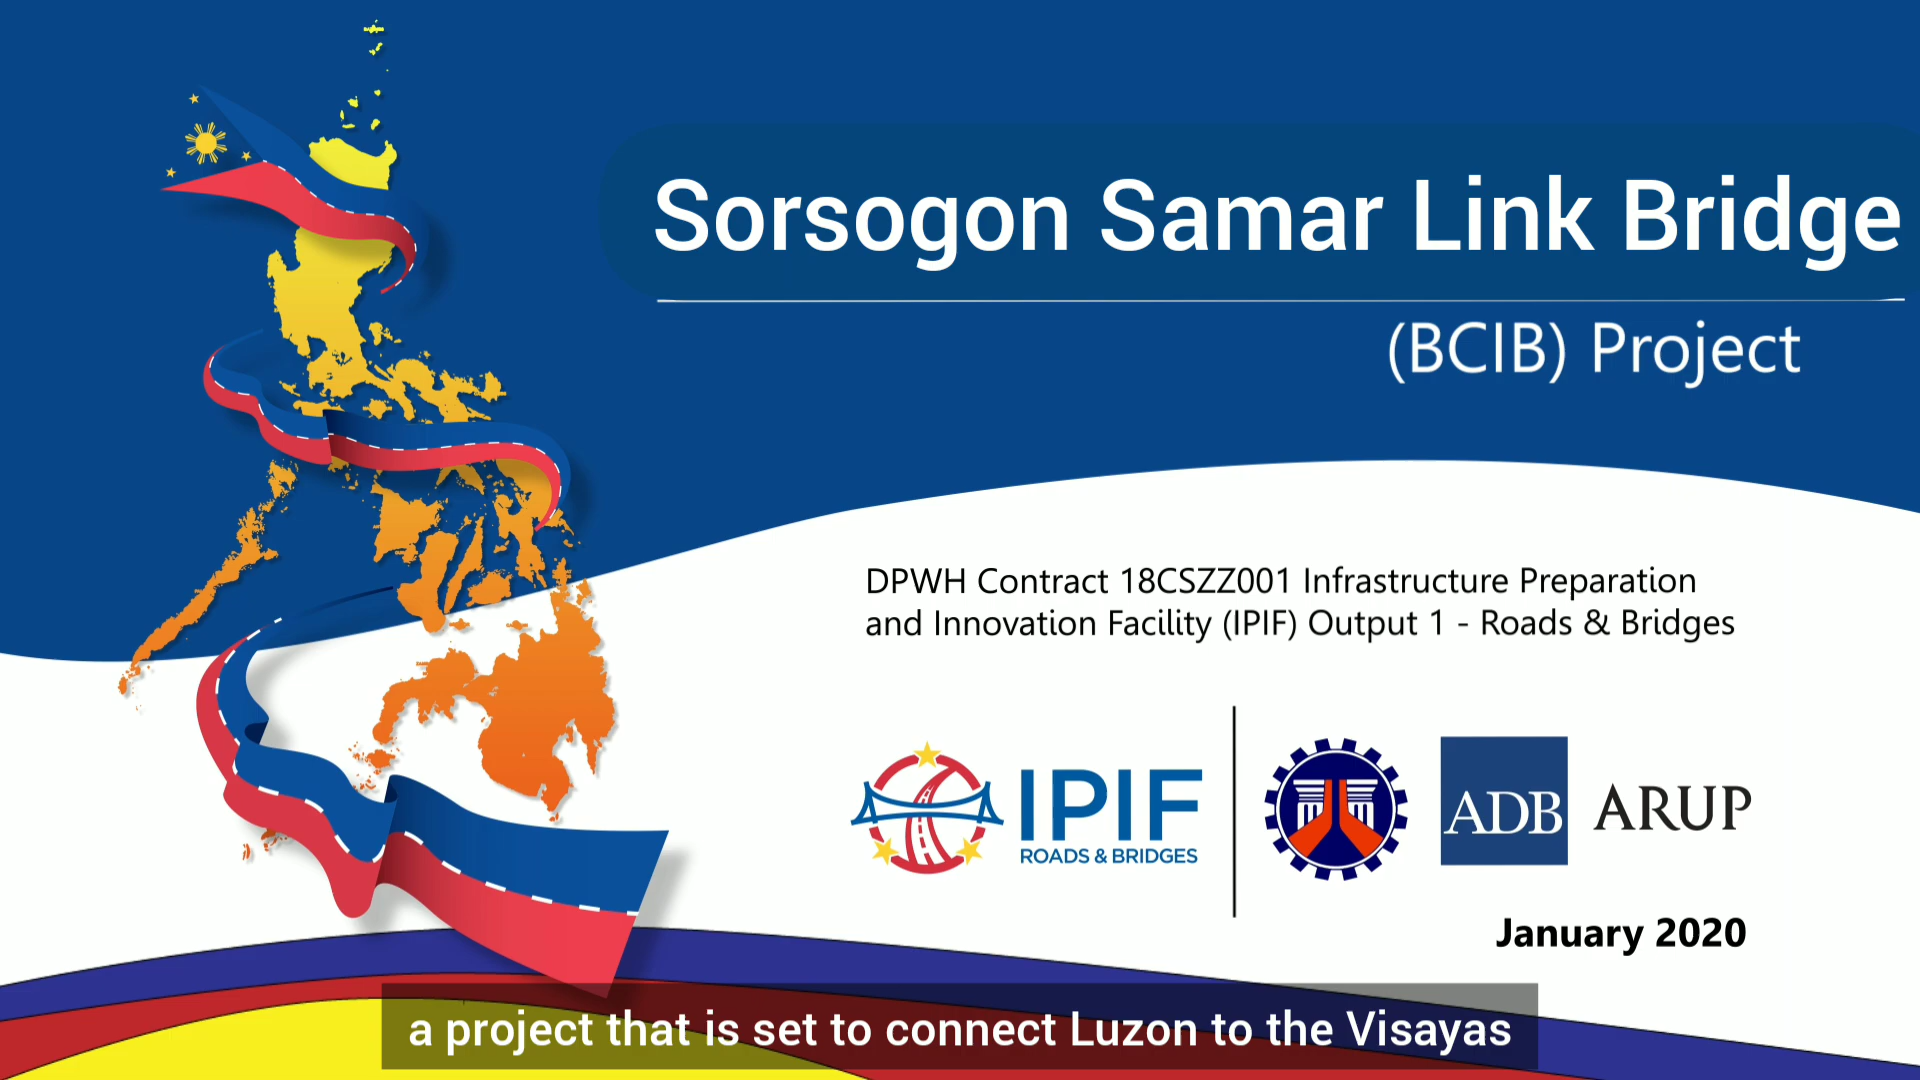 Sorsogon Samar Link Bridge
(BCIB) Project
DPWH Contract 18CSZZ001 Infrastructure Preparation
and Innovation Facility (IPIF) Output 1 - Roads & Bridges
IPIF
ROADS & BRIDGES
ADB
ARUP
January 2020
a project that is set to connect Luzon to the Visayas